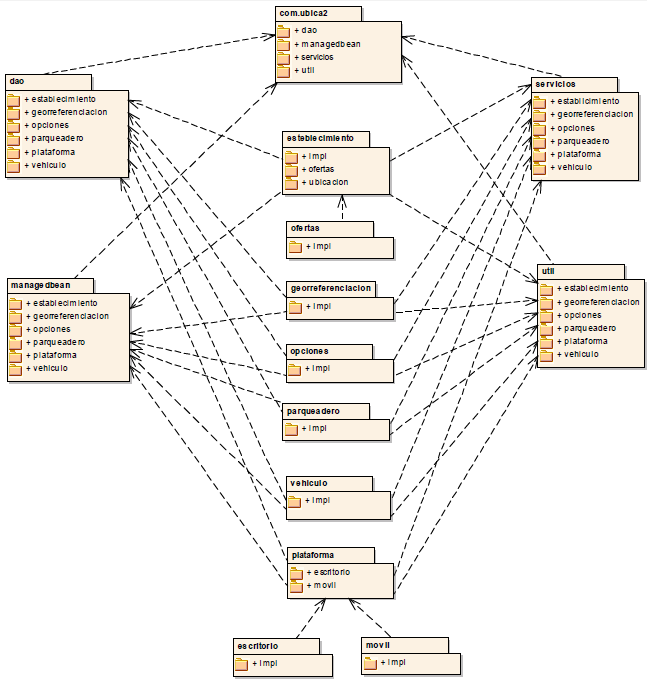 com.ubica2
+ dao
+ managedbean
+ servicios
+ util
dao
+ establecimiento
+ georreferenciacion
+ opciones
+ parqueadero
+ plataforma
+ vehiculo
servicios
+ establecimiento
+ georreferenciacion
+ opciones
+ parqueadero
+ plataforma
+ vehiculo
esteblecimiento
+ impl
+ ofertas
+ ubicacion
ofertas
+ impl
managedbean
+ establecimiento
+ georreferenciacion
+ opciones
+ parqueadero
+ plataforma
+ vehiculo
georreferenciacion
+ impl
util
+ establecimiento
+ georreferenciacion
+ opciones
+ parqueadero
+ plataforma
+ vehiculo
opciones
+ impl
parqueadero
+ impl
vehiculo
+ impl
plataforma
+ escritorio
+ movil
escritorio
+ impl
movil
+ impl